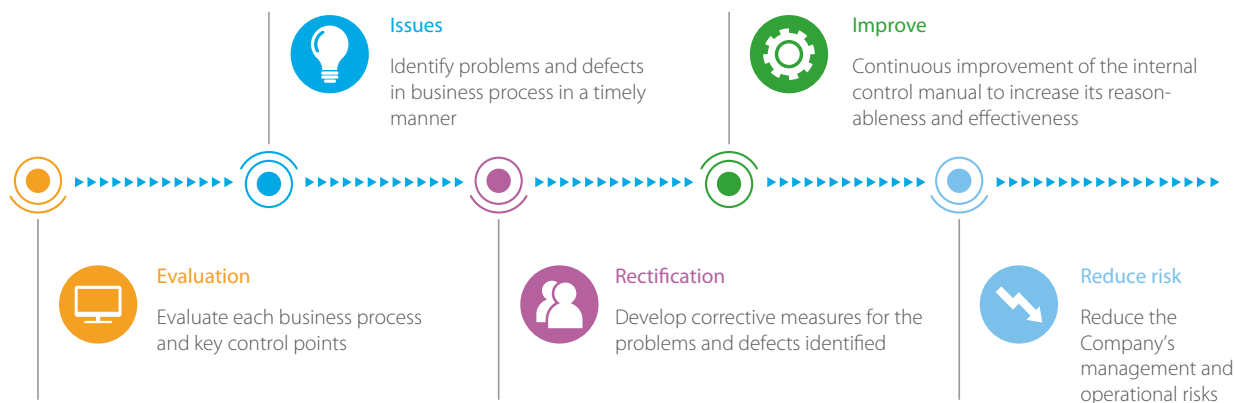 Issues
Identify problems and defects
in business process in a timely
manner
Improve
Continuous improvement of the internal
control manual to increase its reason-
ableness and effectiveness
Evaluation
Evaluate each business process
and key control points
Rectification
Develop corrective measures for the
problems and defects identified
Reduce risk
Reduce the
Company’s
management and
operational risks